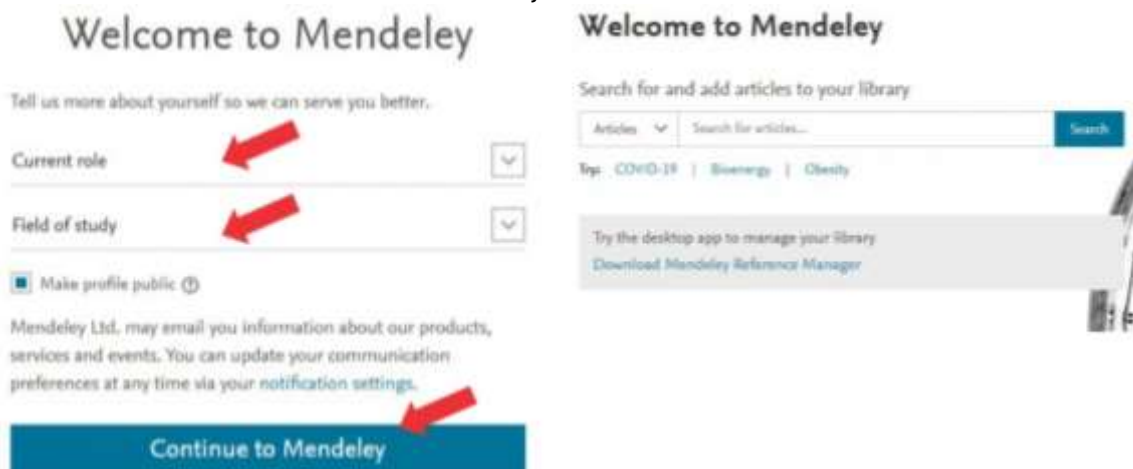 Welcome to Mendeley
Tell us more about yourself so we can serve you better.
Current role
Field of study
Make profile public ?
Mendeley Ltd. may email you information about our products,
services and events. You can update your communication
preferences at any time via your notification settings.
Continue to Mendeley
Welcome to Mendeley
Search for and add articles to your library
Articles Search for articles... Search
Try: COVID-19 | Bioenergy | Obesity
Try the desktop app to manage your library
Download Mendeley Reference Manager